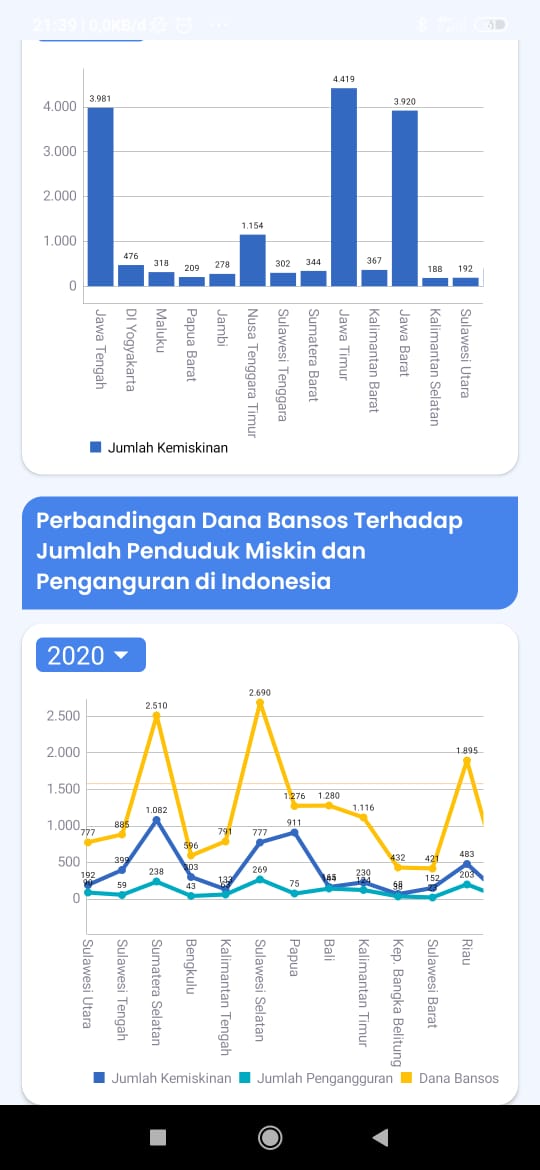 21:39 | 0,0KB/d
4.000
3.000
2.000
1.000
0
3.981
476
318
209
278
1.154
302
344
4.419
367
3.920
188
192
Jawa Tengah
DI Yogyakarta
Maluku
Papua Barat
Jambi
Nusa Tenggara Timur
Sulawesi Tenggara
Sumatera Barat
Jawa Timur
Kalimantan Barat
Jawa Barat
Kalimantan Selatan
Sulawesi Utara
Jumlah Kemiskinan
Perbandingan Dana Bansos Terhadap
Jumlah Penduduk Miskin dan
Penganguran di Indonesia
2020
2.500
2.000
1.500
1.000
500
0
777
885
2.510
596
791
2.690
1.276
1.280
1.116
432
421
1.895
192
399
1.082
303
132
777
911
165
230
68
152
483
59
238
43
269
75
203
Sulawesi Utara
Sulawesi Tengah
Sumatera Selatan
Bengkulu
Kalimantan Tengah
Sulawesi Selatan
Papua
Bali
Kalimantan Timur
Kep. Bangka Belitung
Sulawesi Barat
Riau
Jumlah Kemiskinan
Jumlah Pengangguran
Dana Bansos